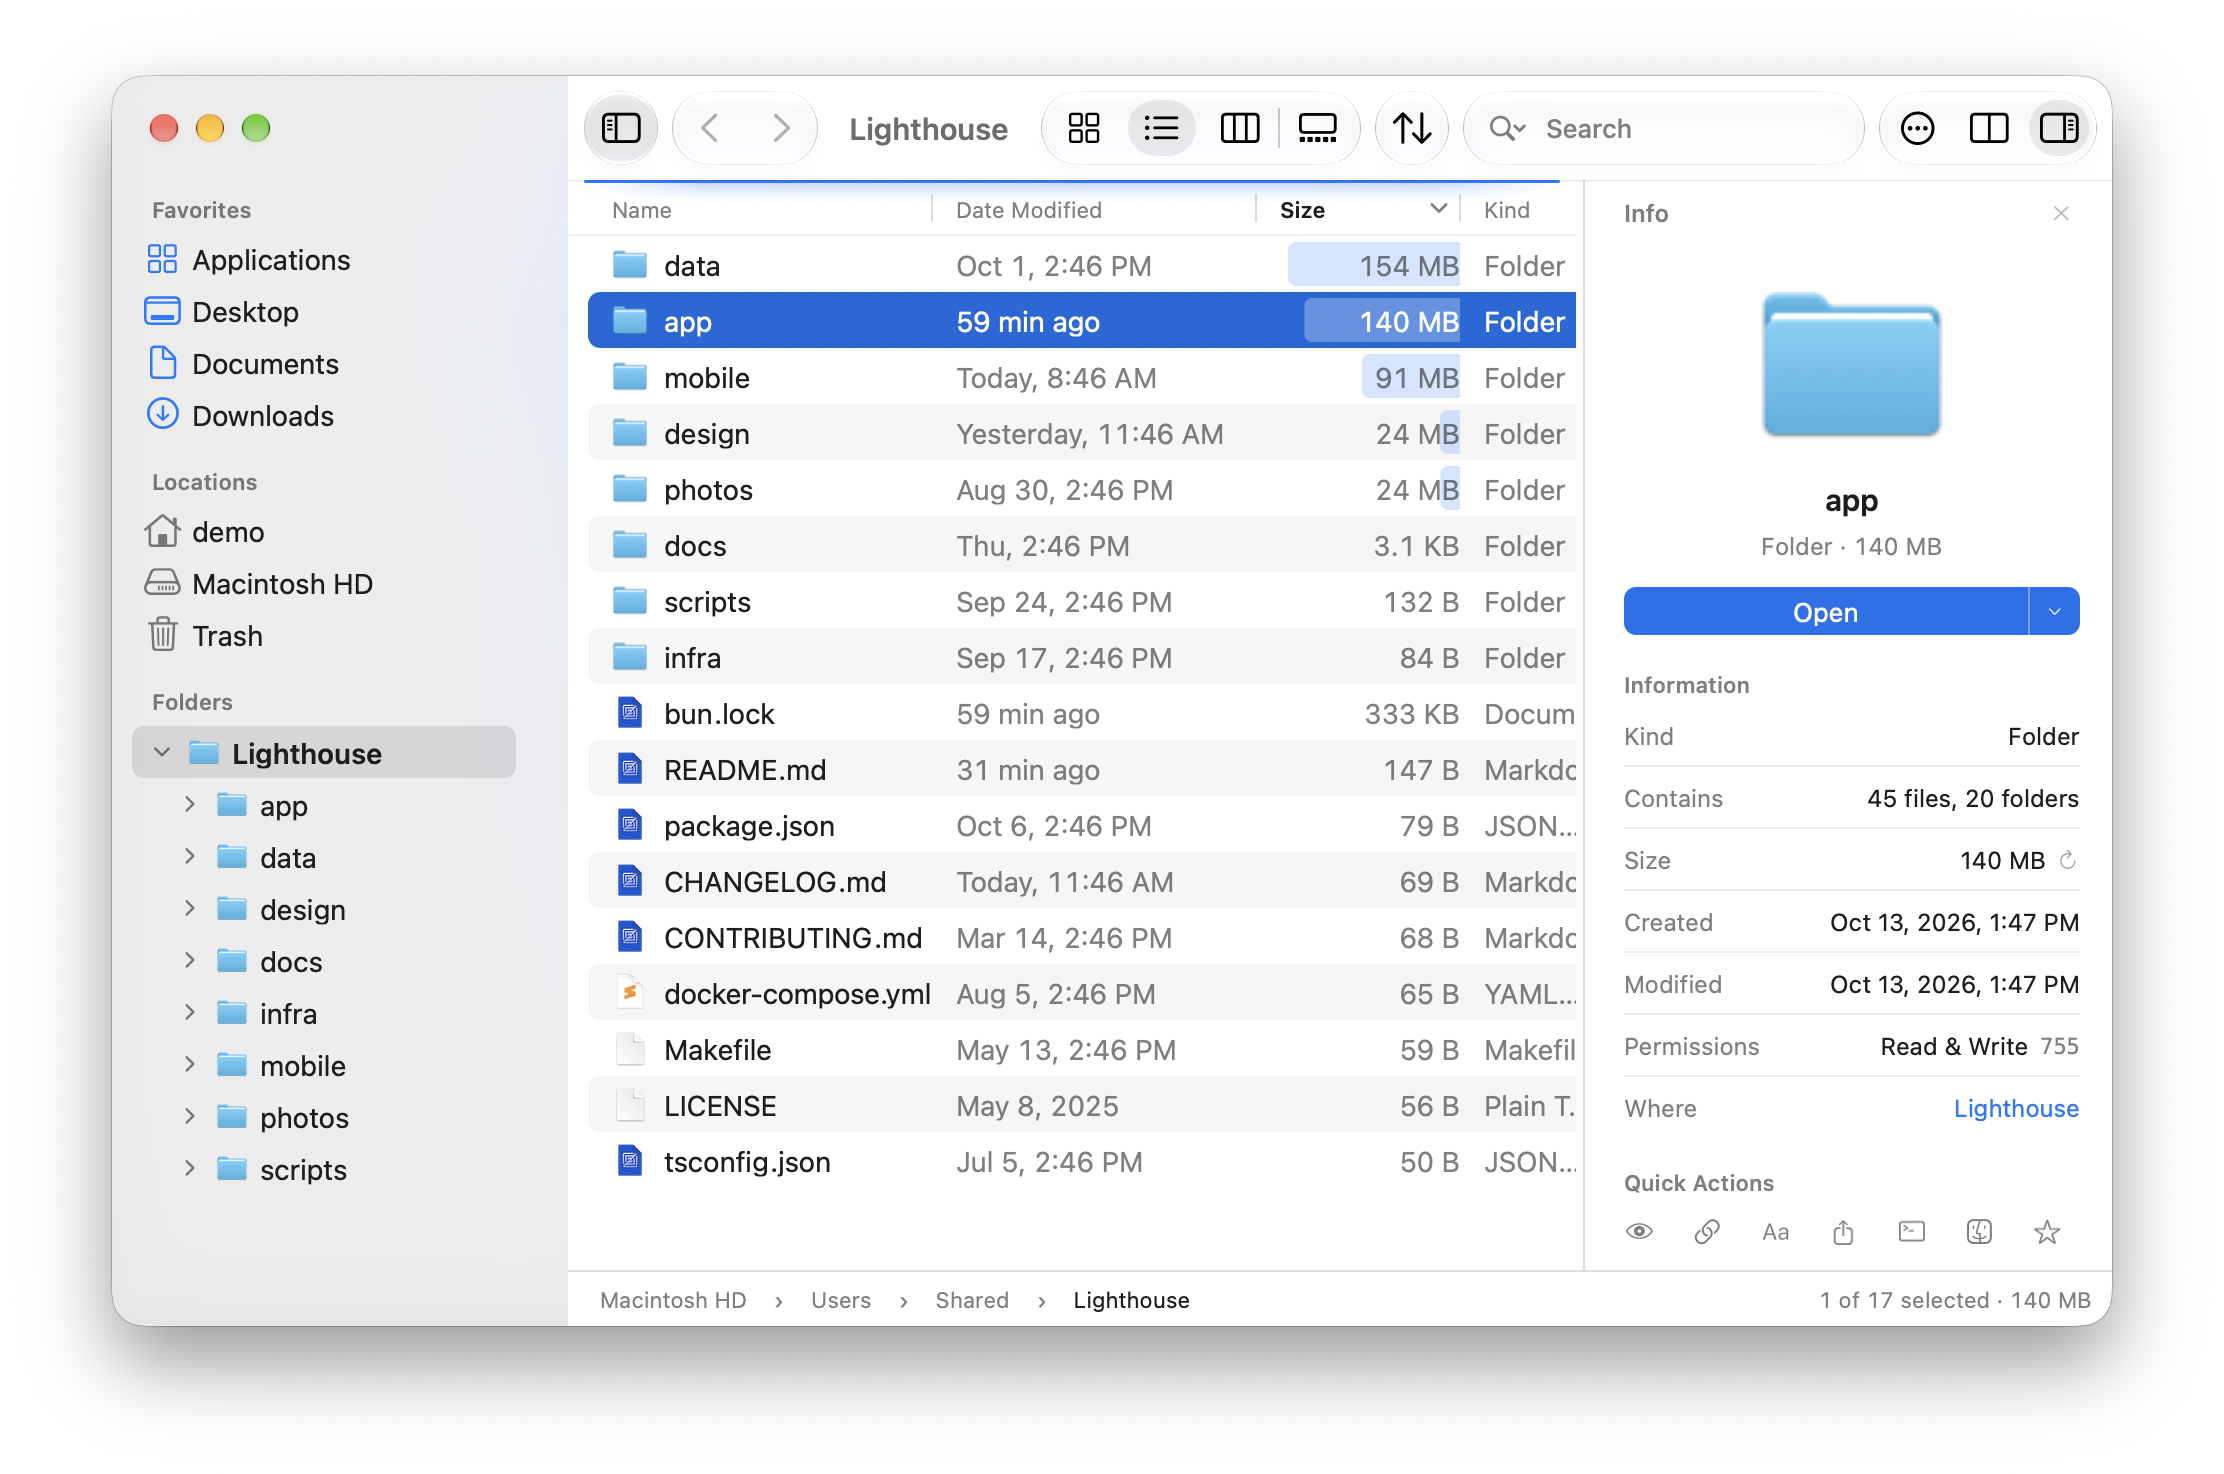 Lighthouse
Search
Favorites
Applications
Desktop
Documents
Downloads
Locations
demo
Macintosh HD
Trash
Folders
Lighthouse
app
data
design
docs
infra
mobile
photos
scripts
Name Date Modified Size Kind
data Oct 1, 2:46 PM 154 MB Folder
app 59 min ago 140 MB Folder
mobile Today, 8:46 AM 91 MB Folder
design Yesterday, 11:46 AM 24 MB Folder
photos Aug 30, 2:46 PM 24 MB Folder
docs Thu, 2:46 PM 3.1 KB Folder
scripts Sep 24, 2:46 PM 132 B Folder
infra Sep 17, 2:46 PM 84 B Folder
bun.lock 59 min ago 333 KB Docum
README.md 31 min ago 147 B Markdo
package.json Oct 6, 2:46 PM 79 B JSON...
CHANGELOG.md Today, 11:46 AM 69 B Markdo
CONTRIBUTING.md Mar 14, 2:46 PM 68 B Markdo
docker-compose.yml Aug 5, 2:46 PM 65 B YAML...
Makefile May 13, 2:46 PM 59 B Makefil
LICENSE May 8, 2025 56 B Plain T.
tsconfig.json Jul 5, 2:46 PM 50 B JSON...
Info
app
Folder · 140 MB
Open
Information
Kind Folder
Contains 45 files, 20 folders
Size 140 MB
Created Oct 13, 2026, 1:47 PM
Modified Oct 13, 2026, 1:47 PM
Permissions Read & Write 755
Where Lighthouse
Quick Actions
Aa
Macintosh HD › Users › Shared › Lighthouse
1 of 17 selected · 140 MB